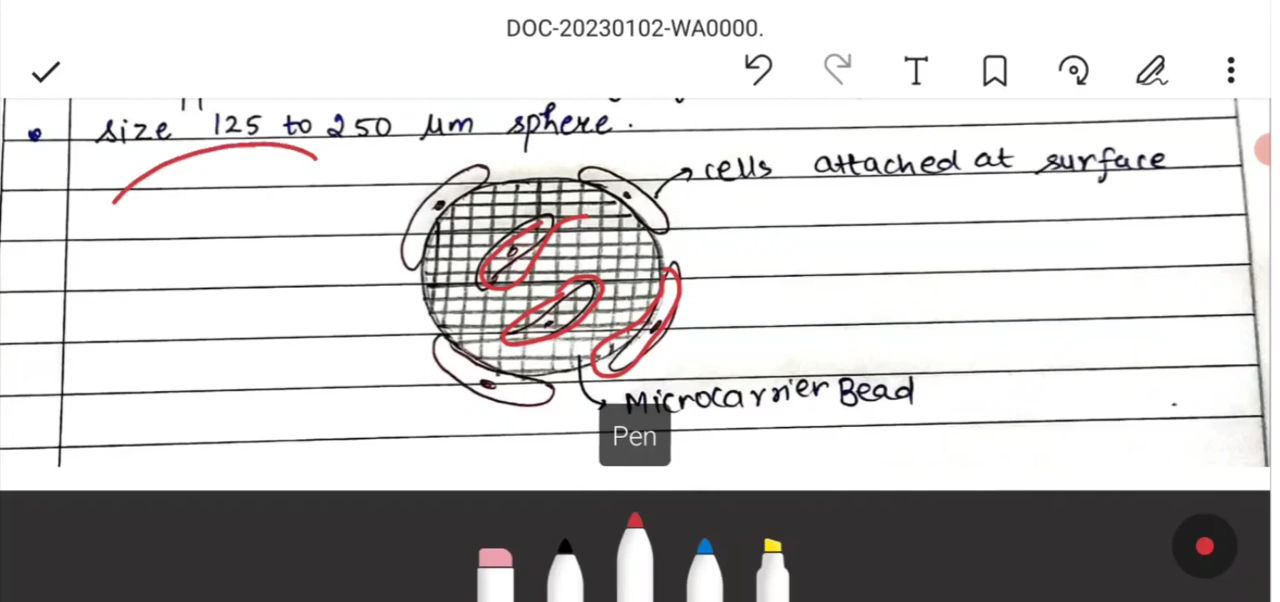 DOC-20230102-WA0000.
T
size 125 to 250 μm sphere.
cells attached at surface
Microcarrier Bead
Pen